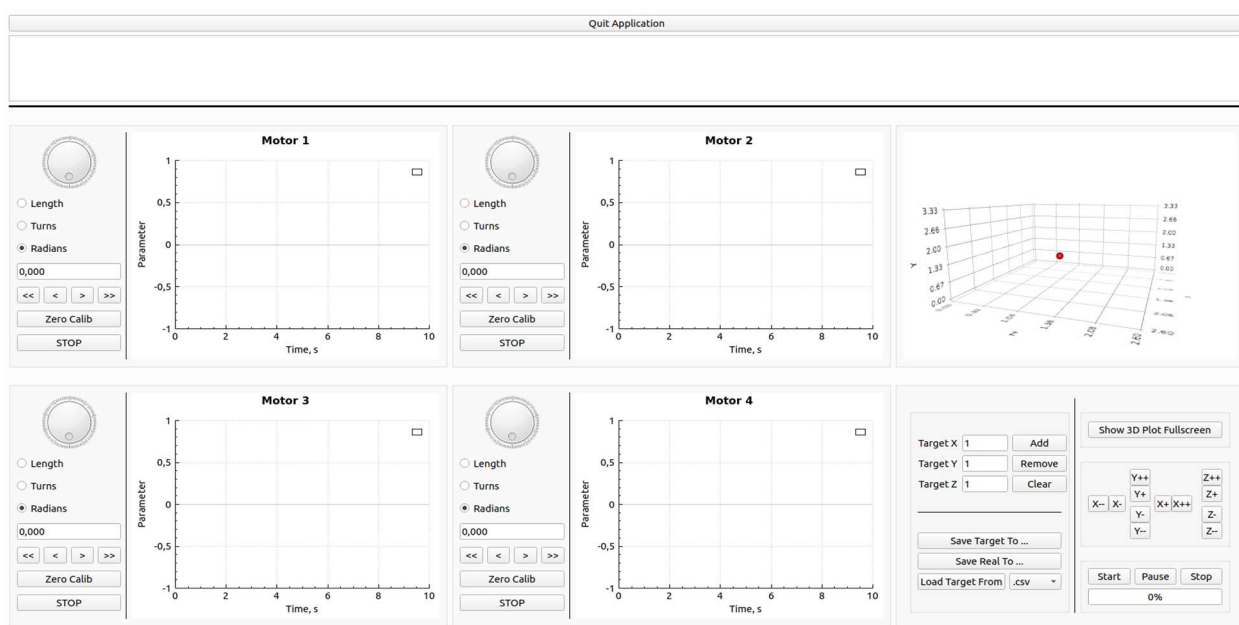 Quit Application
Motor 1
Length
Turns
Radians
0,000
<< < > >>
Zero Calib
STOP
Parameter
1
0,5
0
-0,5
-1
0 2 4 6 8 10
Time, s
Motor 2
Length
Turns
Radians
0,000
<< < > >>
Zero Calib
STOP
Parameter
1
0,5
0
-0,5
-1
0 2 4 6 8 10
Time, s
3.33 3.33
2.66 2.66
2.00 2.00
1.33 1.33
0.67 0.67
0.00 0.00
Y
Z
2.08
2.60
Motor 3
Length
Turns
Radians
0,000
<< < > >>
Zero Calib
STOP
Parameter
1
0,5
0
-0,5
-1
0 2 4 6 8 10
Time, s
Motor 4
Length
Turns
Radians
0,000
<< < > >>
Zero Calib
STOP
Parameter
1
0,5
0
-0,5
-1
0 2 4 6 8 10
Time, s
Target X 1 Add
Target Y 1 Remove
Target Z 1 Clear
Save Target To ...
Save Real To ...
Load Target From .csv
Show 3D Plot Fullscreen
Y++ Z++
Y+ Z+
X-- X- X+ X++
Y- Z-
Y-- Z--
Start Pause Stop
0%